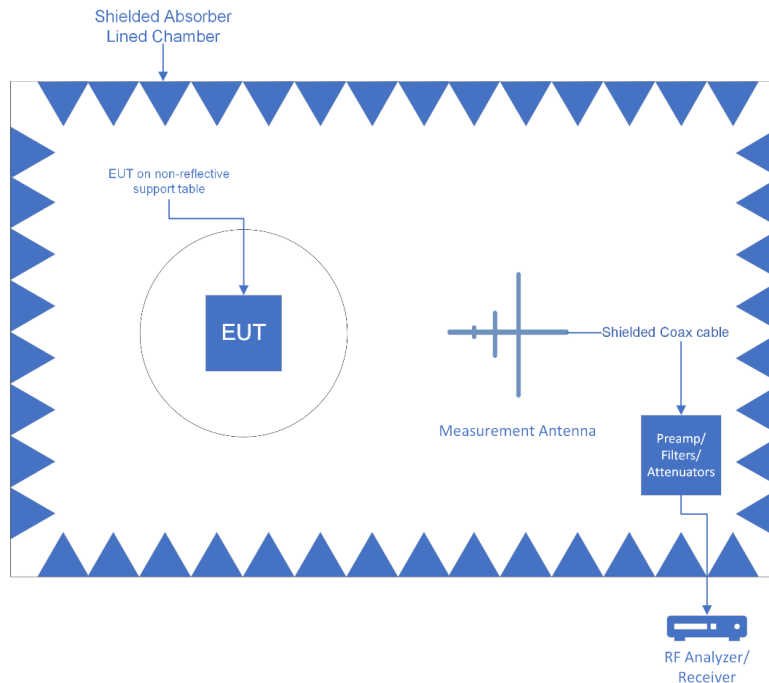 Shielded Absorber
Lined Chamber
EUT on non-reflective
support table
EUT
Shielded Coax cable
Measurement Antenna
Preamp/
Filters/
Attenuators
RF Analyzer/
Receiver